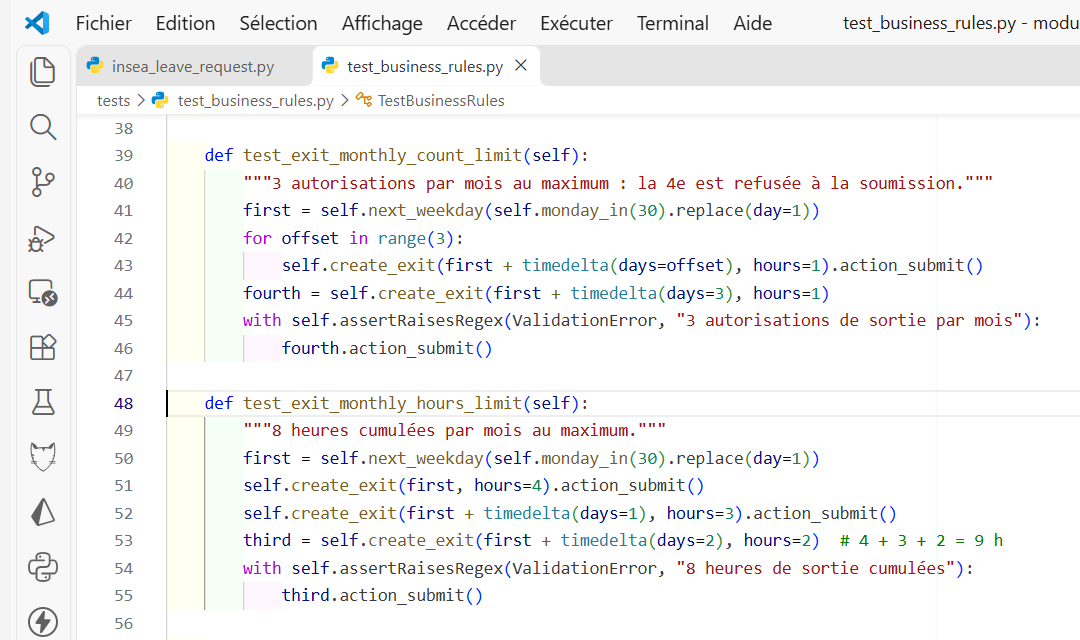 Fichier Edition Sélection Affichage Accéder Exécuter Terminal Aide test_business_rules.py - modu
insea_leave_request.py test_business_rules.py
tests > test_business_rules.py > TestBusinessRules
38
39 def test_exit_monthly_count_limit(self):
40 """3 autorisations par mois au maximum : la 4e est refusée à la soumission."""
41 first = self.next_weekday(self.monday_in(30).replace(day=1))
42 for offset in range(3):
43 self.create_exit(first + timedelta(days=offset), hours=1).action_submit()
44 fourth = self.create_exit(first + timedelta(days=3), hours=1)
45 with self.assertRaisesRegex(ValidationError, "3 autorisations de sortie par mois"):
46 fourth.action_submit()
47
48 def test_exit_monthly_hours_limit(self):
49 """8 heures cumulées par mois au maximum."""
50 first = self.next_weekday(self.monday_in(30).replace(day=1))
51 self.create_exit(first, hours=4).action_submit()
52 self.create_exit(first + timedelta(days=1), hours=3).action_submit()
53 third = self.create_exit(first + timedelta(days=2), hours=2) # 4 + 3 + 2 = 9 h
54 with self.assertRaisesRegex(ValidationError, "8 heures de sortie cumulées"):
55 third.action_submit()
56